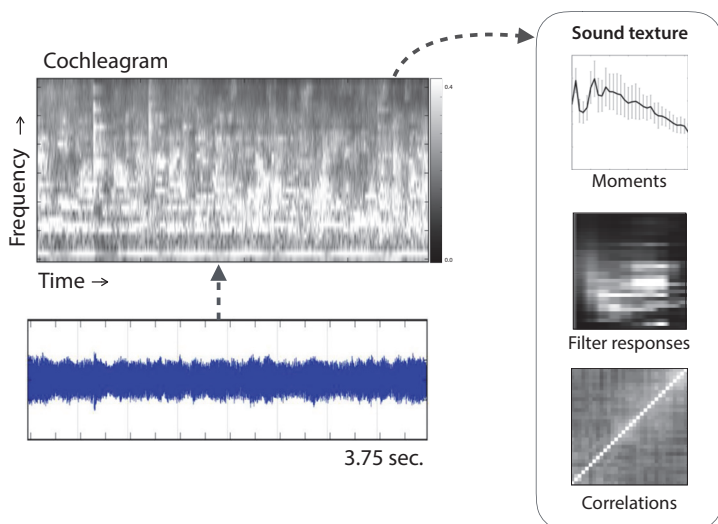 Sound texture
Cochleagram
0.4
Frequency →
0.0
Time →
3.75 sec.
Moments
Filter responses
Correlations